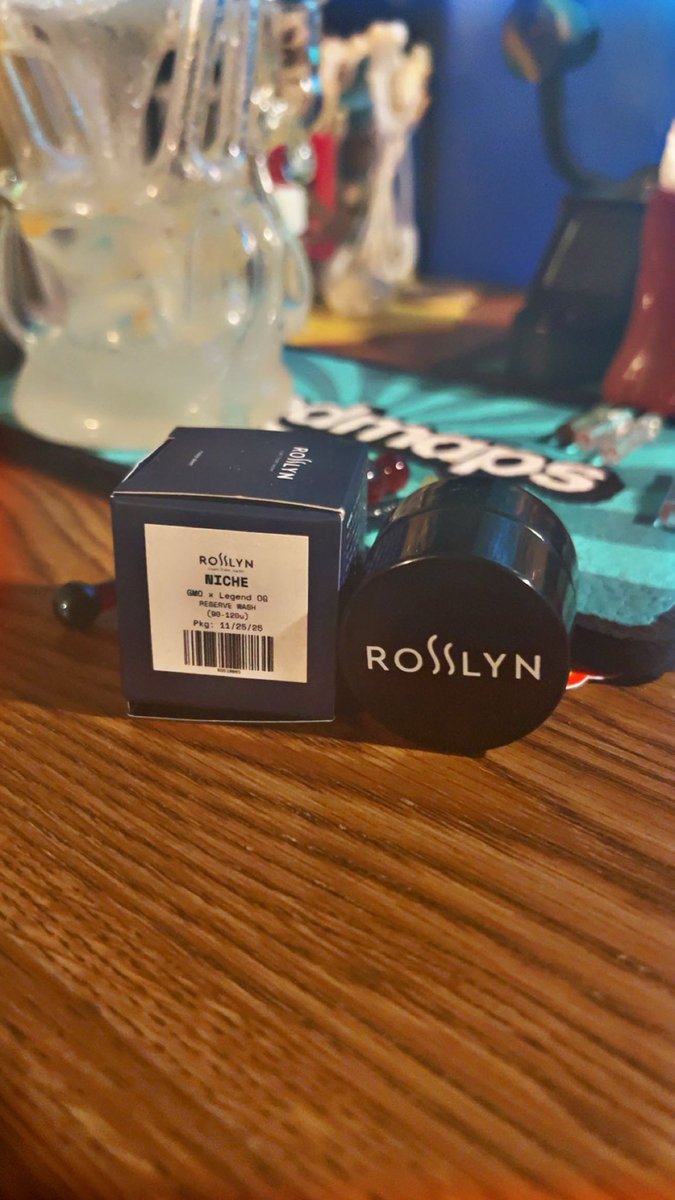 ROSSLYN
ROSSLYN
NICHE
GMO x Legend OG
RESERVE WASH
(90-120u)
Pkg: 11/25/25
ROSSLYN